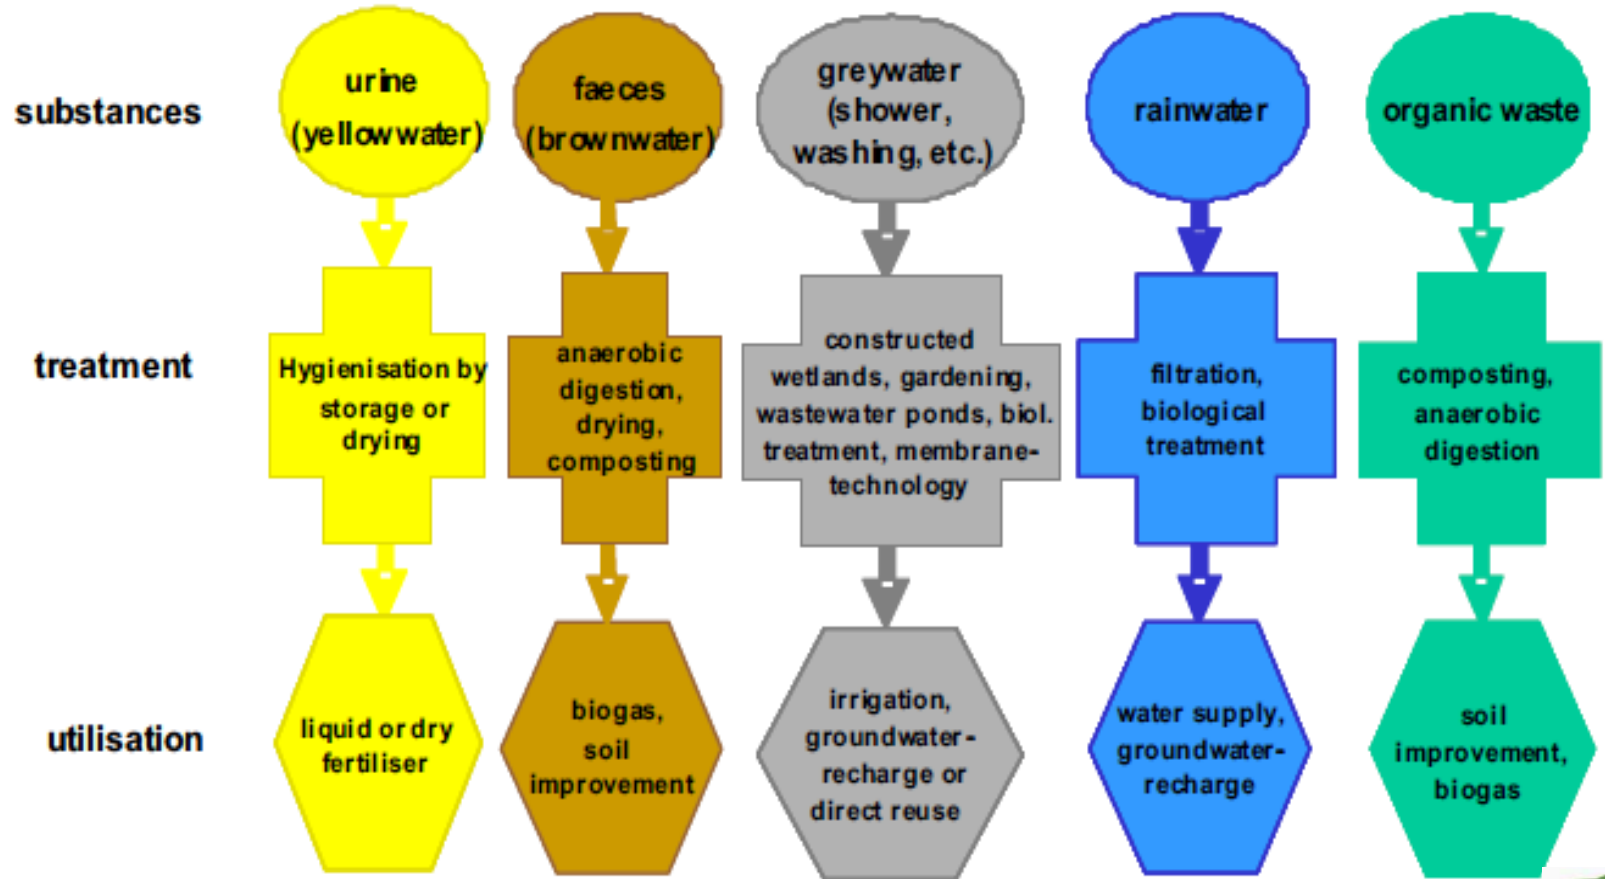 substances
urine
(yellowwater)
faeces
(brownwater)
greywater
(shower,
washing, etc.)
rainwater
organic waste
treatment
Hygienisation by
storage or
drying
anaerobic
digestion,
drying,
composting
constructed
wetlands, gardening,
wastewater ponds, biol.
treatment, membrane-
technology
filtration,
biological
treatment
composting,
anaerobic
digestion
utilisation
liquid or dry
fertiliser
biogas,
soil
improvement
irrigation,
groundwater-
recharge or
direct reuse
water supply,
groundwater-
recharge
soil
improvement,
biogas